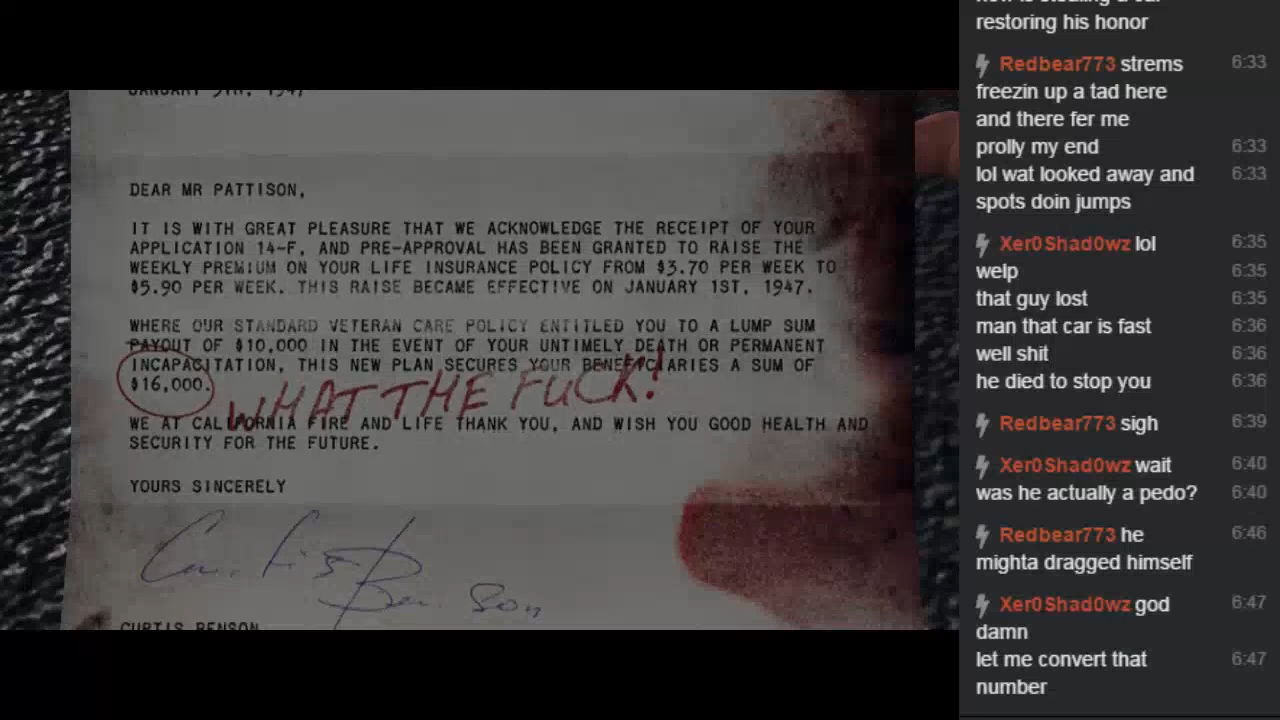 JANUARY 5TH, 1947
DEAR MR PATTISON,
IT IS WITH GREAT PLEASURE THAT WE ACKNOWLEDGE THE RECEIPT OF YOUR
APPLICATION 14-F, AND PRE-APPROVAL HAS BEEN GRANTED TO RAISE THE
WEEKLY PREMIUM ON YOUR LIFE INSURANCE POLICY FROM $3.70 PER WEEK TO
$5.90 PER WEEK. THIS RAISE BECAME EFFECTIVE ON JANUARY 1ST, 1947.
WHERE OUR STANDARD VETERAN CARE POLICY ENTITLED YOU TO A LUMP SUM
PAYOUT OF $10,000 IN THE EVENT OF YOUR UNTIMELY DEATH OR PERMANENT
INCAPACITATION, THIS NEW PLAN SECURES YOUR BENEFICIARIES A SUM OF
$16,000.
WHAT THE FUCK!
WE AT CALIFORNIA FIRE AND LIFE THANK YOU, AND WISH YOU GOOD HEALTH AND
SECURITY FOR THE FUTURE.
YOURS SINCERELY
Curtis Benson
CURTIS BENSON
restoring his honor
Redbear773 strems 6:33
freezin up a tad here
and there fer me
prolly my end 6:33
lol wat looked away and 6:33
spots doin jumps
Xer0Shad0wz lol 6:35
welp 6:35
that guy lost 6:35
man that car is fast 6:36
well shit 6:36
he died to stop you 6:36
Redbear773 sigh 6:39
Xer0Shad0wz wait 6:40
was he actually a pedo? 6:40
Redbear773 he 6:46
mighta dragged himself
Xer0Shad0wz god 6:47
damn
let me convert that 6:47
number